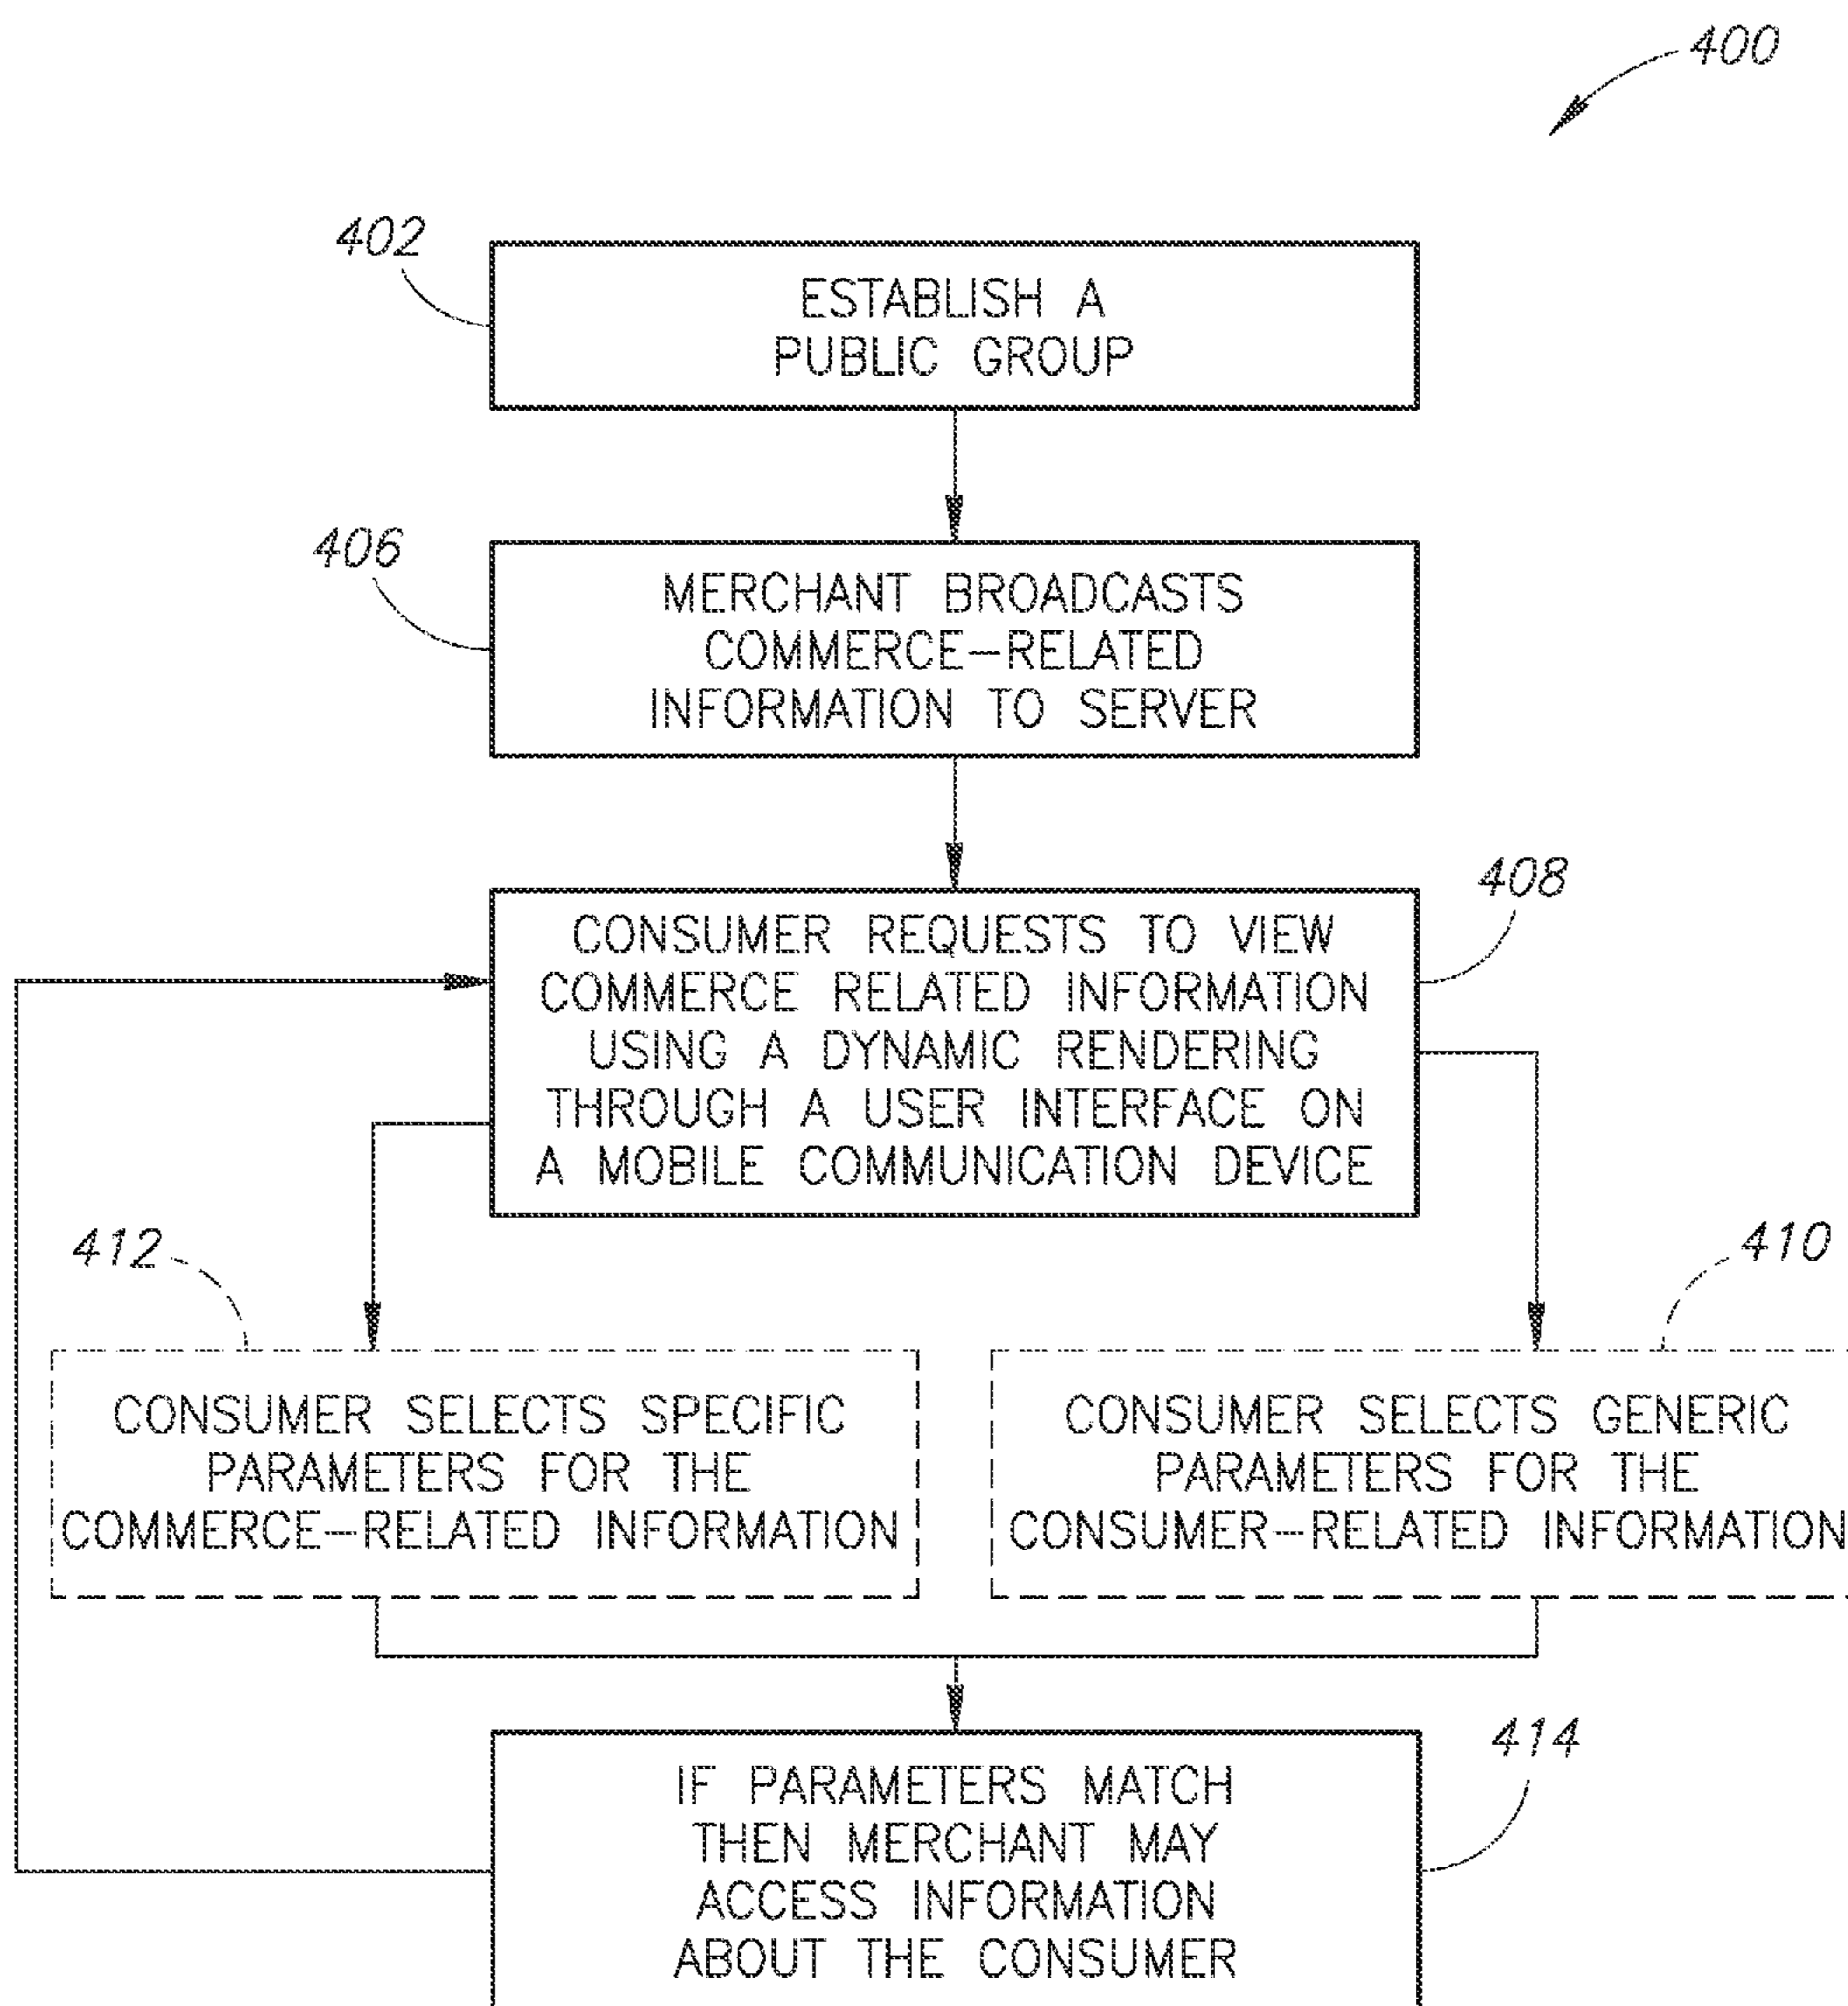 400
402
ESTABLISH A
PUBLIC GROUP
406
MERCHANT BROADCASTS
COMMERCE-RELATED
INFORMATION TO SERVER
408
CONSUMER REQUESTS TO VIEW
COMMERCE RELATED INFORMATION
USING A DYNAMIC RENDERING
THROUGH A USER INTERFACE ON
A MOBILE COMMUNICATION DEVICE
412
CONSUMER SELECTS SPECIFIC
PARAMETERS FOR THE
COMMERCE-RELATED INFORMATION
410
CONSUMER SELECTS GENERIC
PARAMETERS FOR THE
CONSUMER-RELATED INFORMATION
414
IF PARAMETERS MATCH
THEN MERCHANT MAY
ACCESS INFORMATION
ABOUT THE CONSUMER